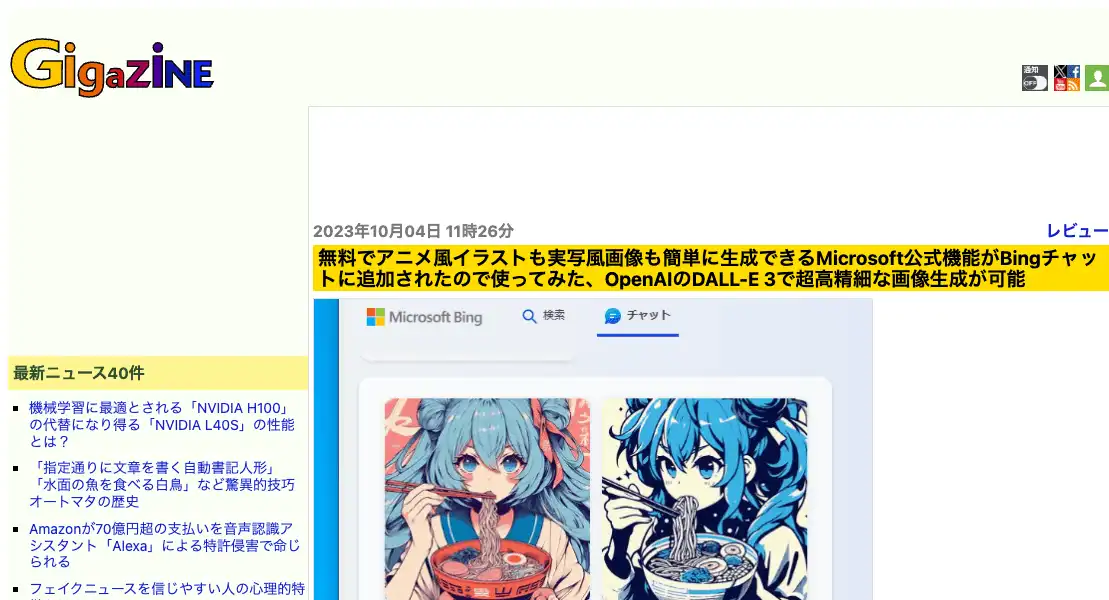 GIGAZINE
通知
OFF
2023年10月04日 11時26分
レビュー
無料でアニメ風イラストも実写風画像も簡単に生成できるMicrosoft公式機能がBingチャッ
トに追加されたので使ってみた、OpenAIのDALL-E 3で超高精細な画像生成が可能
Microsoft Bing
検索
チャット
最新ニュース40件
機械学習に最適とされる「NVIDIA H100」
の代替になり得る「NVIDIA L40S」の性能
とは？
「指定通りに文章を書く自動書記人形」
「水面の魚を食べる白鳥」など驚異的技巧
オートマタの歴史
Amazonが70億円超の支払いを音声認識ア
シスタント「Alexa」による特許侵害で命じ
られる
フェイクニュースを信じやすい人の心理的特